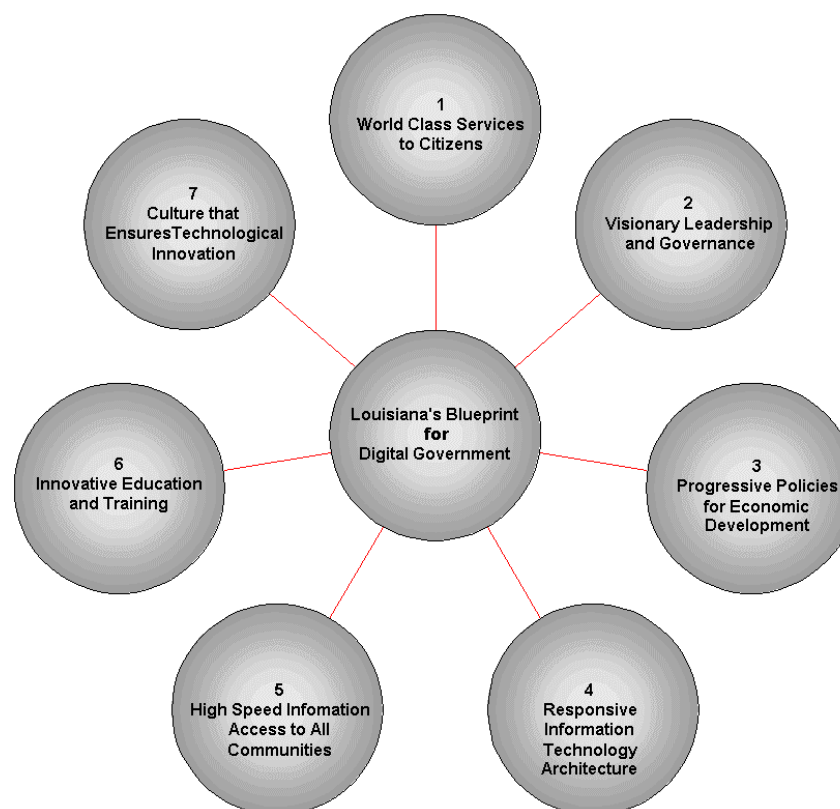 1
World Class Services
to Citizens
2
Visionary Leadership
and Governance
3
Progressive Policies
for Economic
Development
4
Responsive
Information
Technology
Architecture
5
High Speed Infomation
Access to All
Communities
6
Innovative Education
and Training
7
Culture that
EnsuresTechnological
Innovation
Louisiana's Blueprint
for
Digital Government